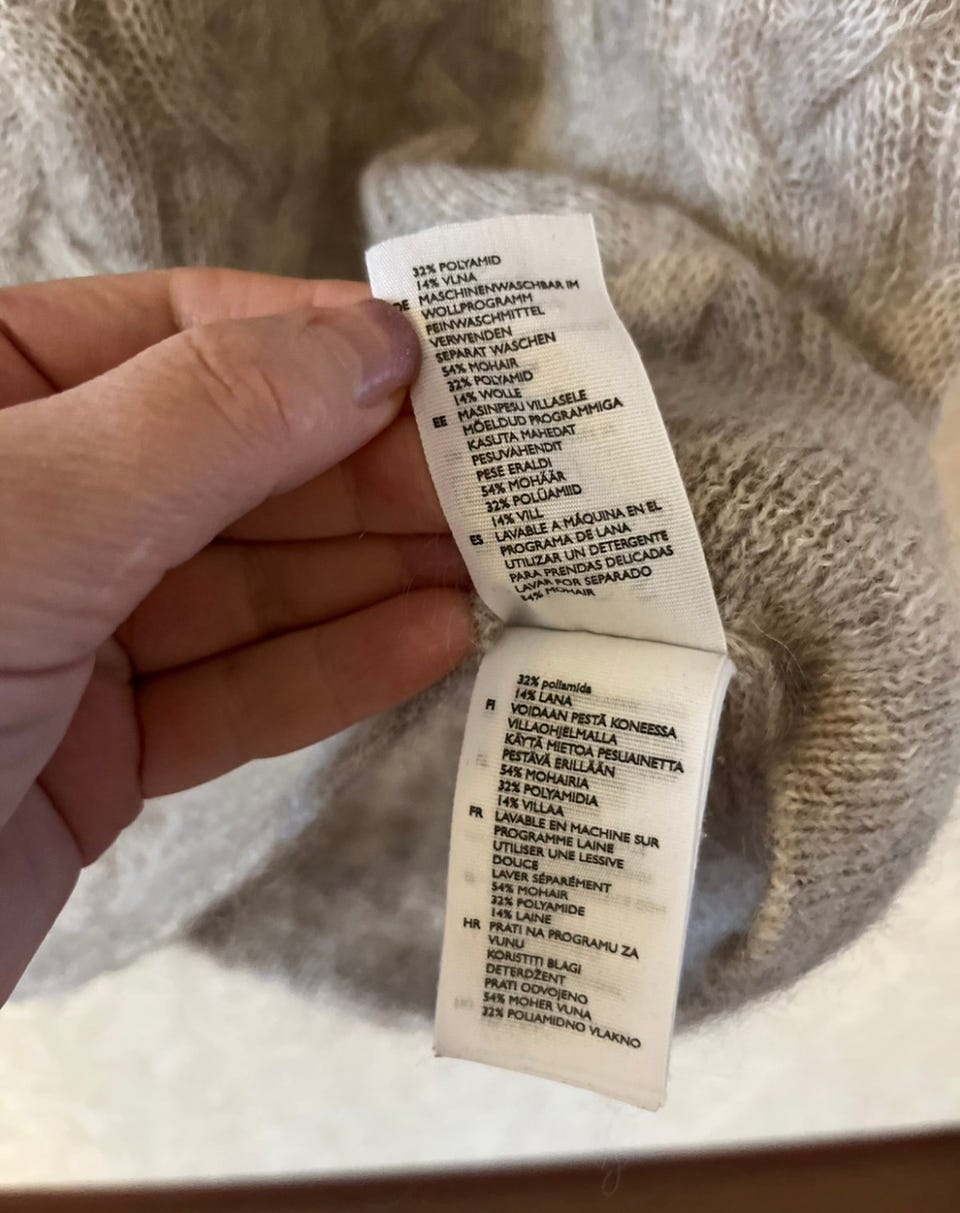 32% POLYAMID
14% VLNA
DE MASCHINENWASCHBAR IM
WOLLPROGRAMM
FEINWASCHMITTEL
VERWENDEN
SEPARAT WASCHEN
54% MOHAIR
32% POLYAMID
14% WOLLE
EE MASINPESU VILLASELE
MÕELDUD PROGRAMMIGA
KASUTA MAHEDAT
PESUVAHENDIT
PESE ERALDI
54% MOHÄÄR
32% POLÜAMIID
14% VILL
ES LAVABLE A MÁQUINA EN EL
PROGRAMA DE LANA
UTILIZAR UN DETERGENTE
PARA PRENDAS DELICADAS
LAVAR POR SEPARADO
54% MOHAIR
32% poliamida
14% LANA
FI VOIDAAN PESTÄ KONEESSA
VILLAOHJELMALLA
KÄYTÄ MIETOA PESUAINETTA
PESTÄVÄ ERILLÄÄN
54% MOHAIRIA
32% POLYAMIDIA
14% VILLAA
FR LAVABLE EN MACHINE SUR
PROGRAMME LAINE
UTILISER UNE LESSIVE
DOUCE
LAVER SÉPARÉMENT
54% MOHAIR
32% POLYAMIDE
14% LAINE
HR PRATI NA PROGRAMU ZA
VUNU
KORISTITI BLAGI
DETERDŽENT
PRATI ODVOJENO
54% MOHER VUNA
32% POLIAMIDNO VLAKNO